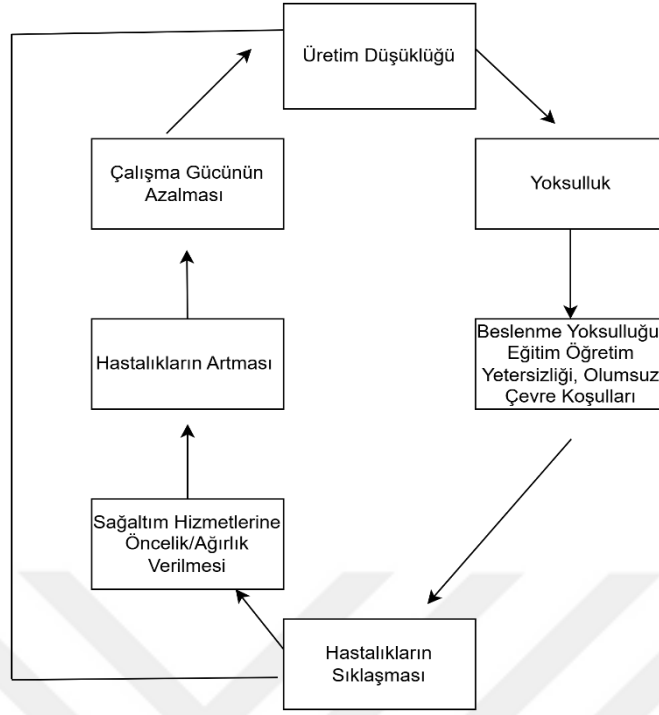 Üretim Düşüklüğü
Yoksulluk
Beslenme Yoksulluğu
Eğitim Öğretim
Yetersizliği, Olumsuz
Çevre Koşulları
Hastalıkların
Sıklaşması
Sağaltım Hizmetlerine
Öncelik/Ağırlık
Verilmesi
Hastalıkların Artması
Çalışma Gücünün
Azalması